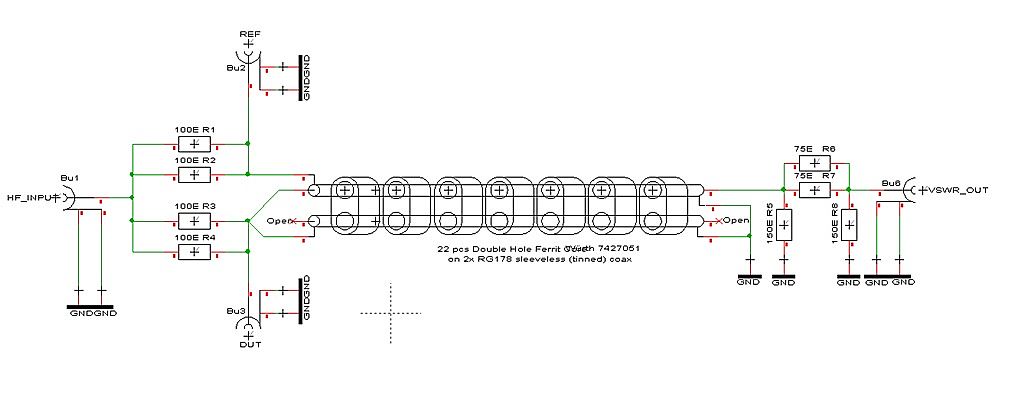 REF
Bu2
GNDGND
100E R1
100E R2
Bu1
HF_INPUT
100E R3
100E R4
Open
Open
GNDGND
Bu3
GNDGND
DUT
22 pcs Double Hole Ferrit
Wurth 7427051
on 2x RG178 sleeveless (tinned) coax
75E R6
75E R7
Bu6
VSWR_OUT
150E R5
150E R8
GND
GND
GND
GND
GND